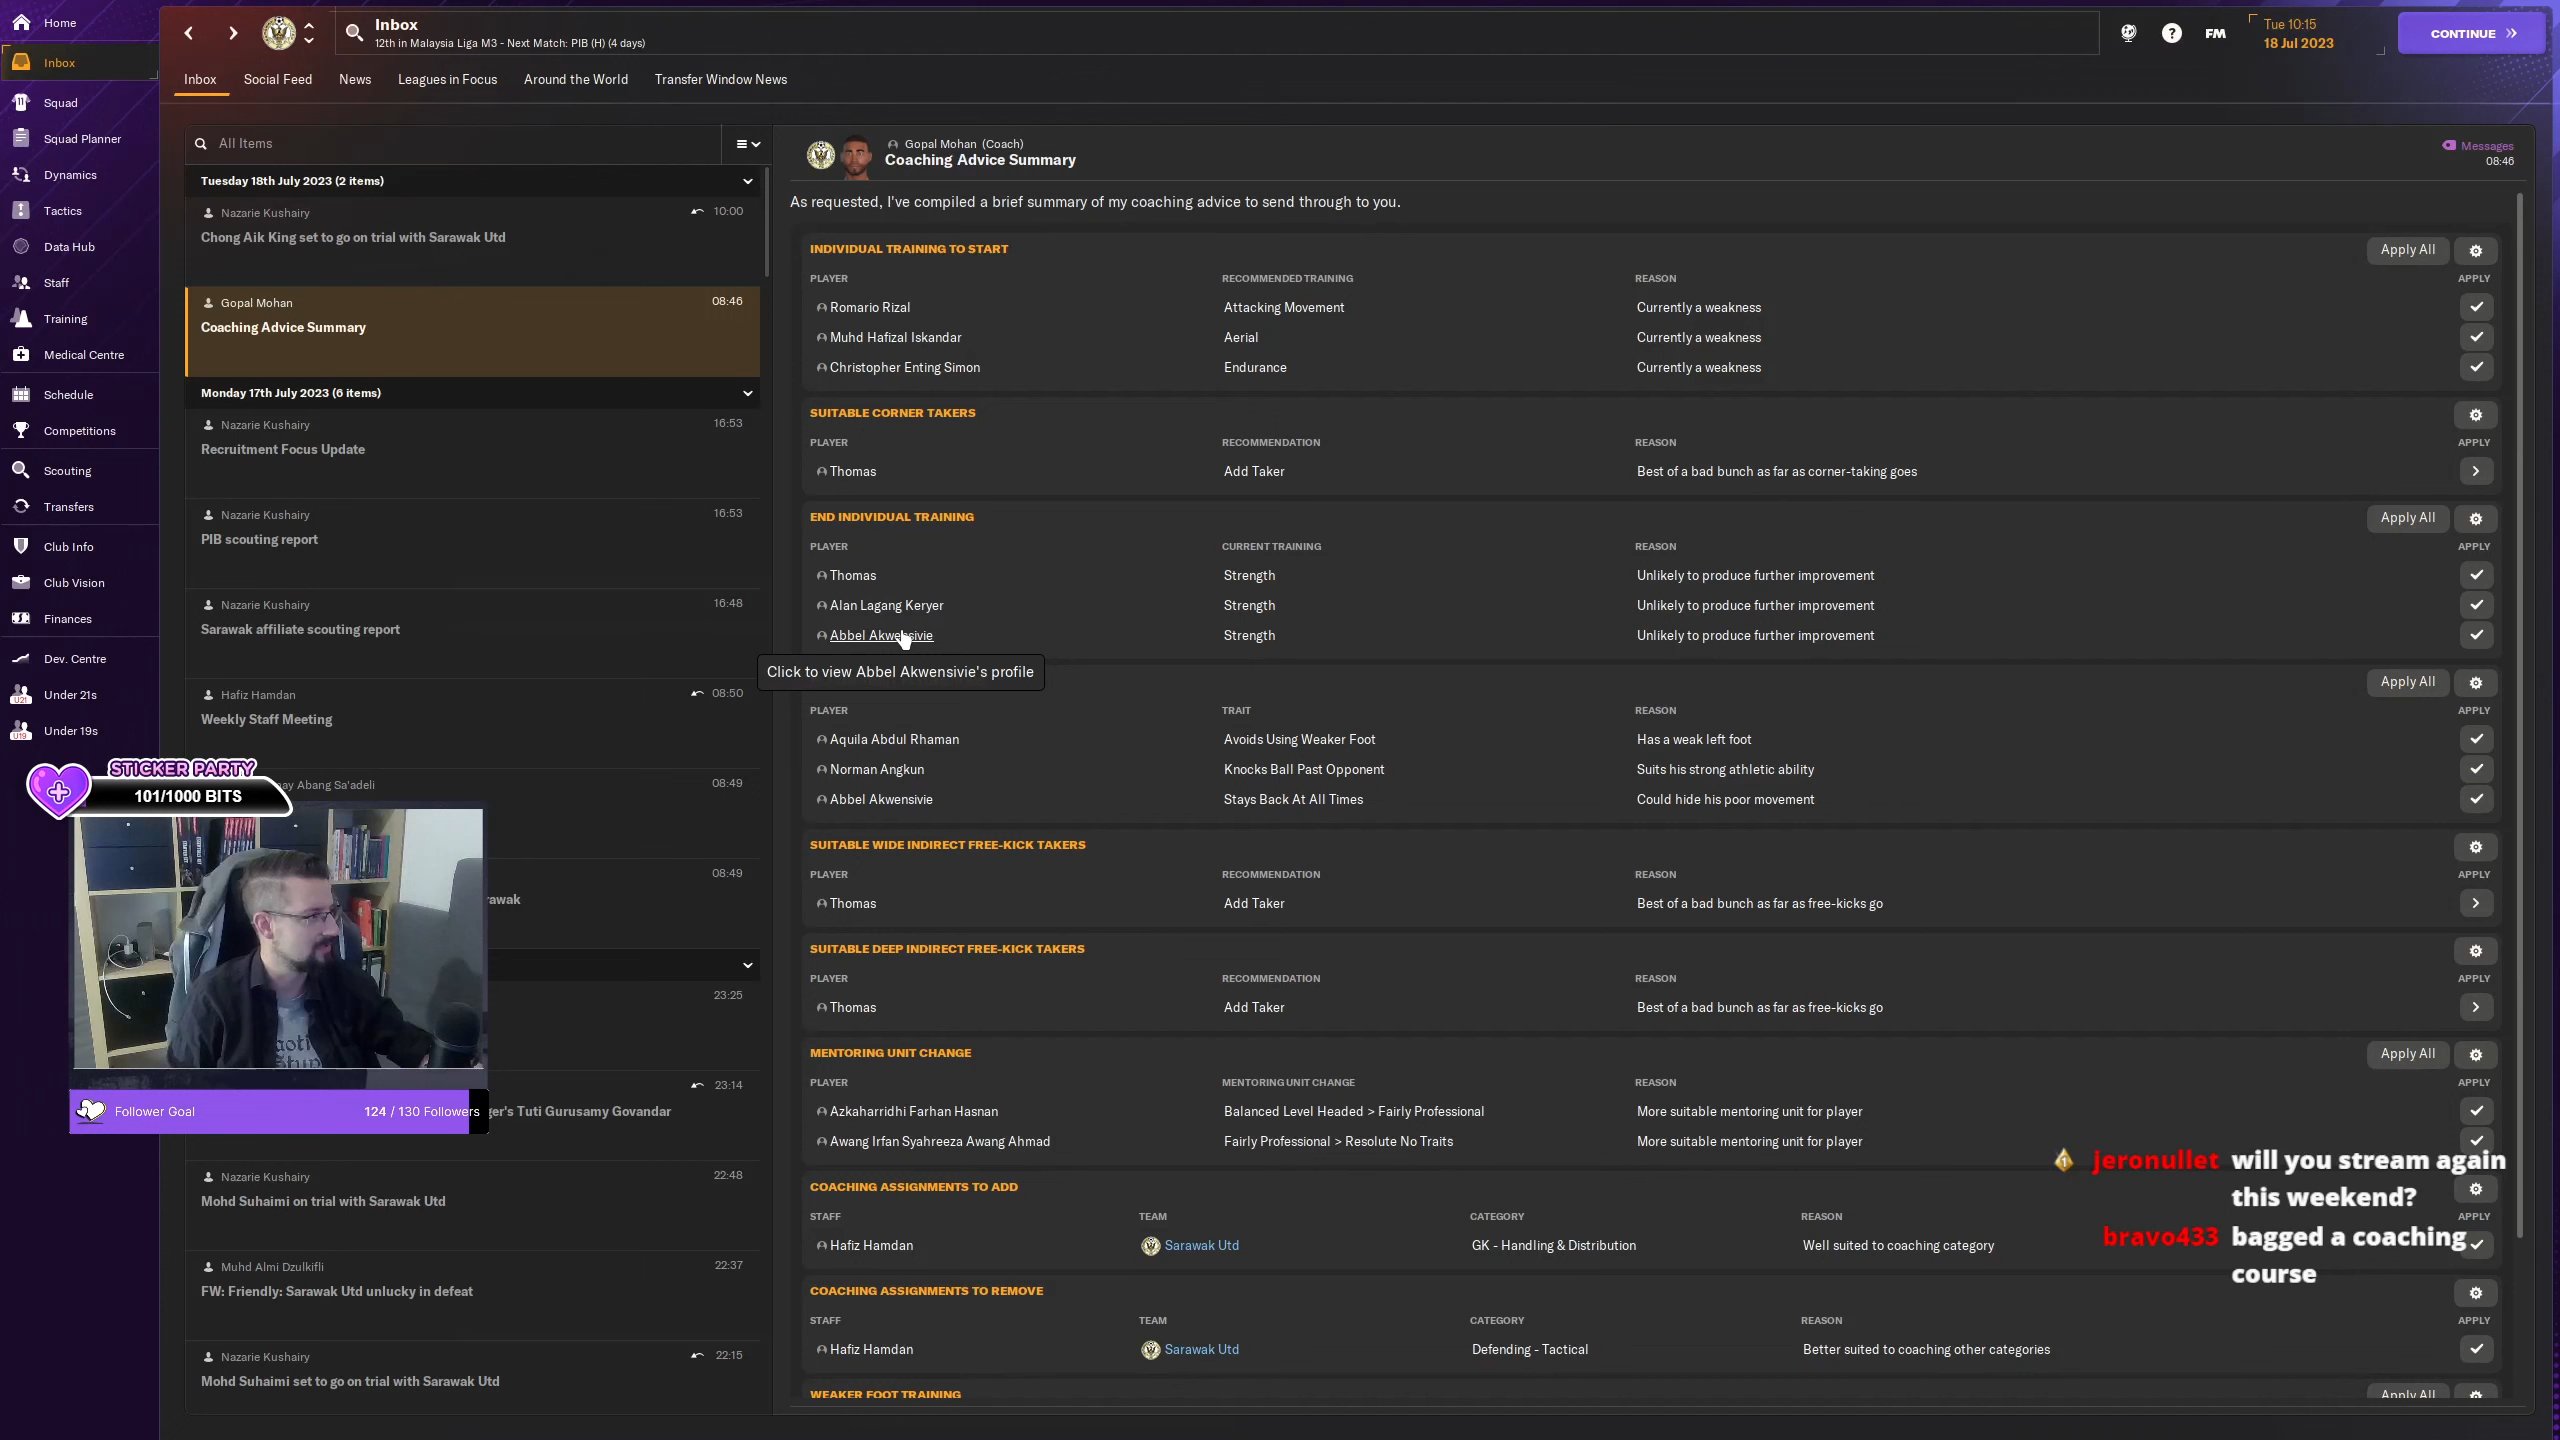 Home
Inbox
Squad
Squad Planner
Dynamics
Tactics
Data Hub
Staff
Training
Medical Centre
Schedule
Competitions
Scouting
Transfers
Club Info
Club Vision
Finances
Dev. Centre
U21
Under 21s
U19
Under 19s
Inbox
12th in Malaysia Liga M3 - Next Match: PIB (H) (4 days)
FM
Tue 10:15
18 Jul 2023
CONTINUE
Inbox
Social Feed
News
Leagues in Focus
Around the World
Transfer Window News
All Items
Tuesday 18th July 2023 (2 items)
Nazarie Kushairy 10:00
Chong Aik King set to go on trial with Sarawak Utd
Gopal Mohan 08:46
Coaching Advice Summary
Monday 17th July 2023 (6 items)
Nazarie Kushairy 16:53
Recruitment Focus Update
Nazarie Kushairy 16:53
PIB scouting report
Nazarie Kushairy 16:48
Sarawak affiliate scouting report
Hafiz Hamdan 08:50
Weekly Staff Meeting
ay Abang Sa'adeli 08:49
08:49
rawak
23:25
23:14
ger's Tuti Gurusamy Govandar
Nazarie Kushairy 22:48
Mohd Suhaimi on trial with Sarawak Utd
Muhd Almi Dzulkifli 22:37
FW: Friendly: Sarawak Utd unlucky in defeat
Nazarie Kushairy 22:15
Mohd Suhaimi set to go on trial with Sarawak Utd
STICKER PARTY
101/1000 BITS
Follower Goal 124 / 130 Followers
Gopal Mohan (Coach)
Coaching Advice Summary
Messages
08:46
As requested, I've compiled a brief summary of my coaching advice to send through to you.
INDIVIDUAL TRAINING TO START Apply All
PLAYER RECOMMENDED TRAINING REASON APPLY
Romario Rizal Attacking Movement Currently a weakness
Muhd Hafizal Iskandar Aerial Currently a weakness
Christopher Enting Simon Endurance Currently a weakness
SUITABLE CORNER TAKERS
PLAYER RECOMMENDATION REASON APPLY
Thomas Add Taker Best of a bad bunch as far as corner-taking goes
END INDIVIDUAL TRAINING Apply All
PLAYER CURRENT TRAINING REASON APPLY
Thomas Strength Unlikely to produce further improvement
Alan Lagang Keryer Strength Unlikely to produce further improvement
Abbel Akwensivie Strength Unlikely to produce further improvement
Click to view Abbel Akwensivie's profile
Apply All
PLAYER TRAIT REASON APPLY
Aquila Abdul Rhaman Avoids Using Weaker Foot Has a weak left foot
Norman Angkun Knocks Ball Past Opponent Suits his strong athletic ability
Abbel Akwensivie Stays Back At All Times Could hide his poor movement
SUITABLE WIDE INDIRECT FREE-KICK TAKERS
PLAYER RECOMMENDATION REASON APPLY
Thomas Add Taker Best of a bad bunch as far as free-kicks go
SUITABLE DEEP INDIRECT FREE-KICK TAKERS
PLAYER RECOMMENDATION REASON APPLY
Thomas Add Taker Best of a bad bunch as far as free-kicks go
MENTORING UNIT CHANGE Apply All
PLAYER MENTORING UNIT CHANGE REASON APPLY
Azkaharridhi Farhan Hasnan Balanced Level Headed > Fairly Professional More suitable mentoring unit for player
Awang Irfan Syahreeza Awang Ahmad Fairly Professional > Resolute No Traits More suitable mentoring unit for player
COACHING ASSIGNMENTS TO ADD
STAFF TEAM CATEGORY REASON APPLY
Hafiz Hamdan Sarawak Utd GK - Handling & Distribution Well suited to coaching category
COACHING ASSIGNMENTS TO REMOVE
STAFF TEAM CATEGORY REASON APPLY
Hafiz Hamdan Sarawak Utd Defending - Tactical Better suited to coaching other categories
WEAKER FOOT TRAINING Apply All
jeronullet will you stream again
this weekend?
bravo433 bagged a coaching
course